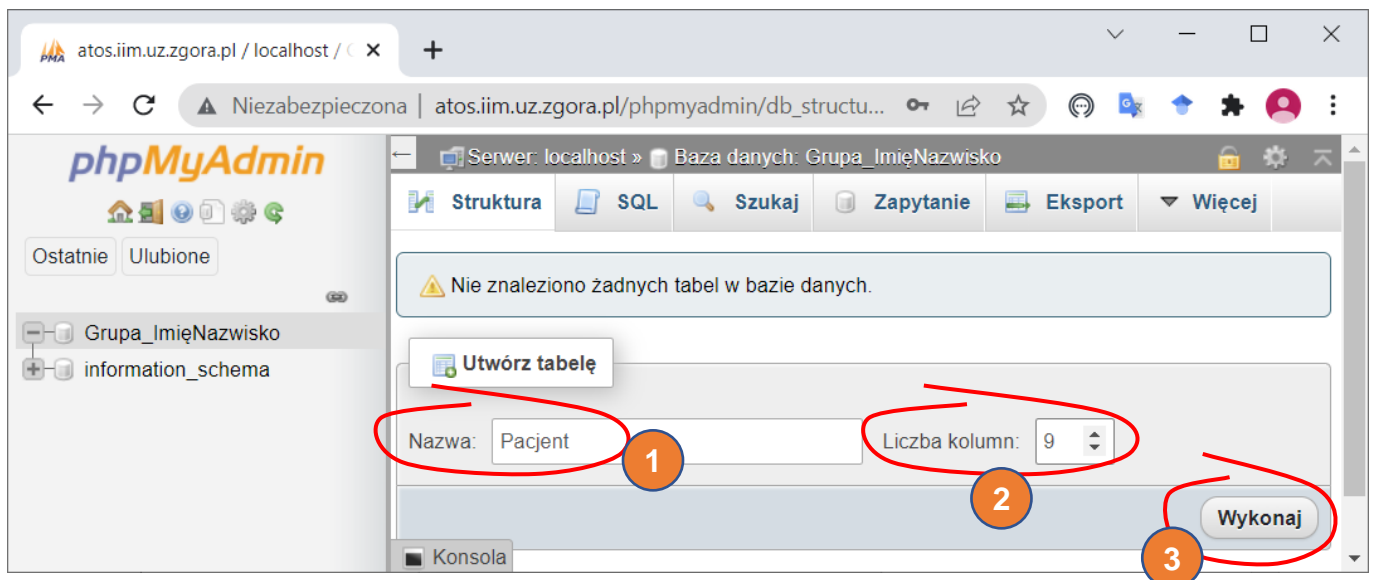 atos.iim.uz.zgora.pl / localhost /
Niezabezpieczona | atos.iim.uz.zgora.pl/phpmyadmin/db_structu...
phpMyAdmin
Ostatnie Ulubione
Grupa_ImięNazwisko
information_schema
Serwer: localhost » Baza danych: Grupa_ImięNazwisko
Struktura SQL Szukaj Zapytanie Eksport Więcej
Nie znaleziono żadnych tabel w bazie danych.
Utwórz tabelę
Nazwa: Pacjent 1 Liczba kolumn: 9
2
Wykonaj
3
Konsola